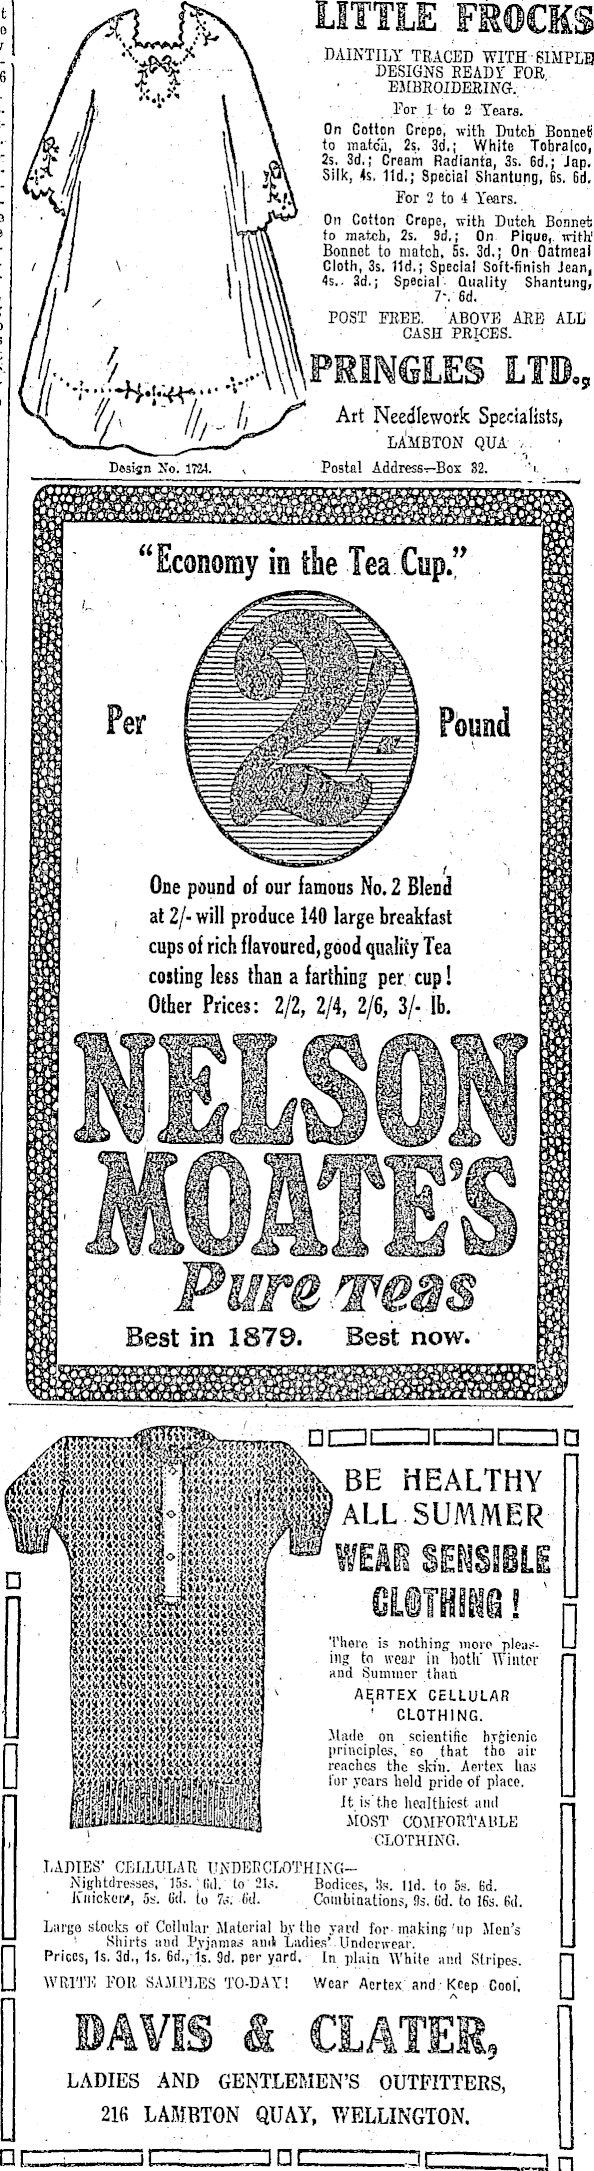 LITTLE FROCKS
DAINTILY TRACED WITH SIMPLE
DESIGNS READY FOR
EMBROIDERING.
For 1 to 2 Years.
On Cotton Crepe, with Dutch Bonnet
to match, 2s. 3d.; White Tobralco,
2s. 3d.; Cream Radianta, 3s. 6d.; Jap.
Silk, 4s. 11d.; Special Shantung, 6s. 6d.
For 2 to 4 Years.
On Cotton Crepe, with Dutch Bonnet
to match, 2s. 9d.; On Pique, with
Bonnet to match, 5s. 3d.; On Oatmeal
Cloth, 3s. 11d.; Special Soft-finish Jean,
4s. 3d.; Special Quality Shantung,
6d.
POST FREE. ABOVE ARE ALL
CASH PRICES.
PRINGLES LTD.,
Art Needlework Specialists,
LAMBTON QUA
Design No. 1724.
Postal Address—Box 32.
"Economy in the Tea Cup."
Per 2/- Pound
One pound of our famous No. 2 Blend
at 2/- will produce 140 large breakfast
cups of rich flavoured, good quality Tea
costing less than a farthing per cup!
Other Prices: 2/2, 2/4, 2/6, 3/- lb.
NELSON
MOATE'S
Pure Teas
Best in 1879. Best now.
BE HEALTHY
ALL SUMMER
WEAR SENSIBLE
CLOTHING!
There is nothing more pleas-
ing to wear in both Winter
and Summer than
AERTEX CELLULAR
CLOTHING.
Made on scientific hygienic
principles, so that the air
reaches the skin. Aertex has
for years held pride of place.
It is the healthiest and
MOST COMFORTABLE
CLOTHING.
LADIES' CELLULAR UNDERCLOTHING—
Nightdresses, 15s. 6d. to 21s. Bodices, 3s. 11d. to 5s. 6d.
Knickers, 5s. 6d. to 7s. 6d. Combinations, 9s. 6d. to 16s. 6d.
Large stocks of Cellular Material by the yard for making up Men's
Shirts and Pyjamas and Ladies' Underwear.
Prices, 1s. 3d., 1s. 6d., 1s. 9d. per yard. In plain White and Stripes.
WRITE FOR SAMPLES TO-DAY! Wear Aertex and Keep Cool.
DAVIS & CLATER,
LADIES AND GENTLEMEN'S OUTFITTERS,
216 LAMBTON QUAY, WELLINGTON.